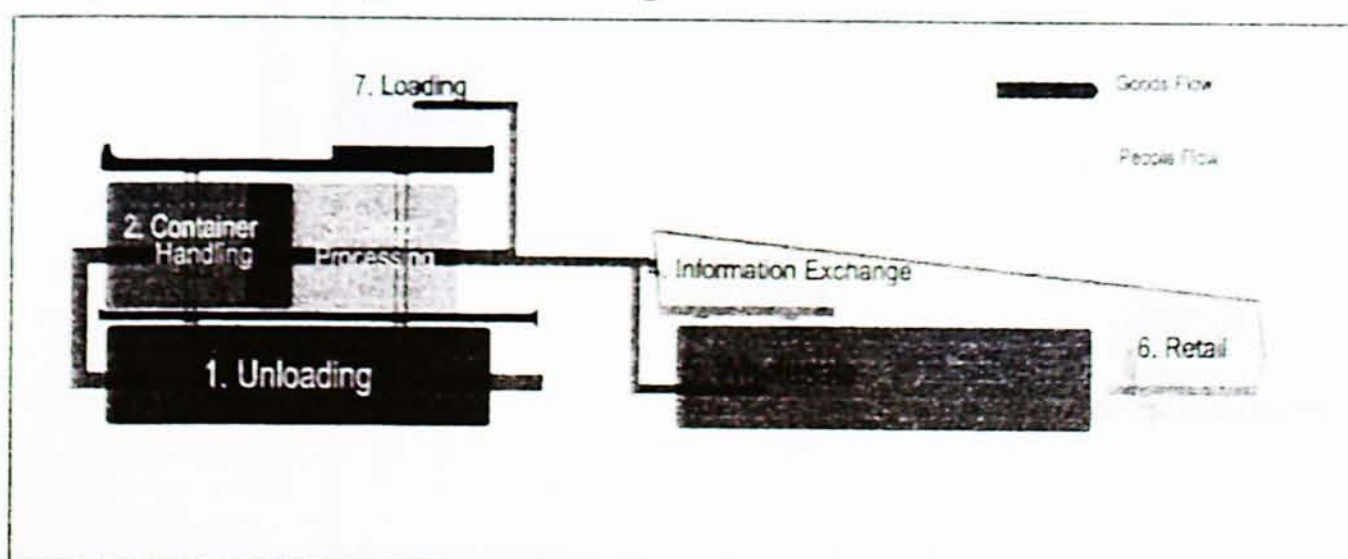 7. Loading
Goods Flow
People Flow
2. Container
Handling
Processing
Information Exchange
6. Retail
1. Unloading